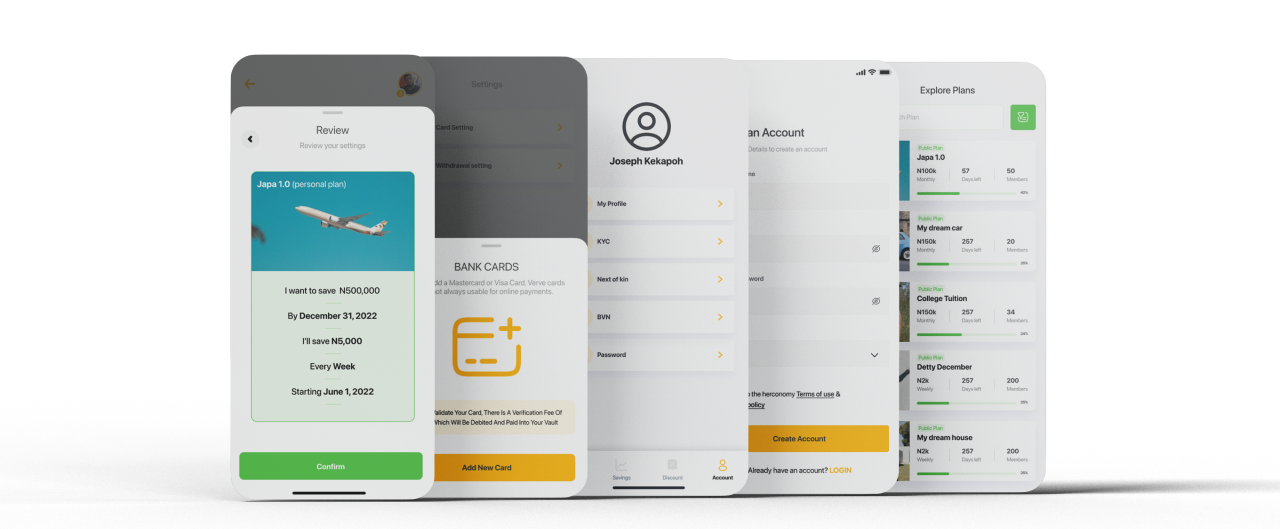 Review
Review your settings
Japa 1.0 (personal plan)
I want to save N500,000
By December 31, 2022
I'll save N5,000
Every Week
Starting June 1, 2022
Confirm
Settings
Card Setting
Withdrawal setting
BANK CARDS
dd a Mastercard or Visa Card. Verve cards
ot always usable for online payments.
alidate Your Card, There Is A Verification Fee Of
Which Will Be Debited And Paid Into Your Vault
Add New Card
Joseph Kekapoh
My Profile
KYC
Next of kin
BVN
Password
Savings
Discount
Account
an Account
Details to create an account
me
word
the herconomy Terms of use &
policy
Create Account
Already have an account? LOGIN
Explore Plans
ch Plan
Public Plan
Japa 1.0
N100k 57 50
Monthly Days left Members
40%
Public Plan
My dream car
N150k 257 20
Monthly Days left Members
Public Plan
College Tuition
N150k 257 34
Monthly Days left Members
Public Plan
Detty December
N2k 257 200
Weekly Days left Members
Public Plan
My dream house
N2k 257 200
Weekly Days left Members